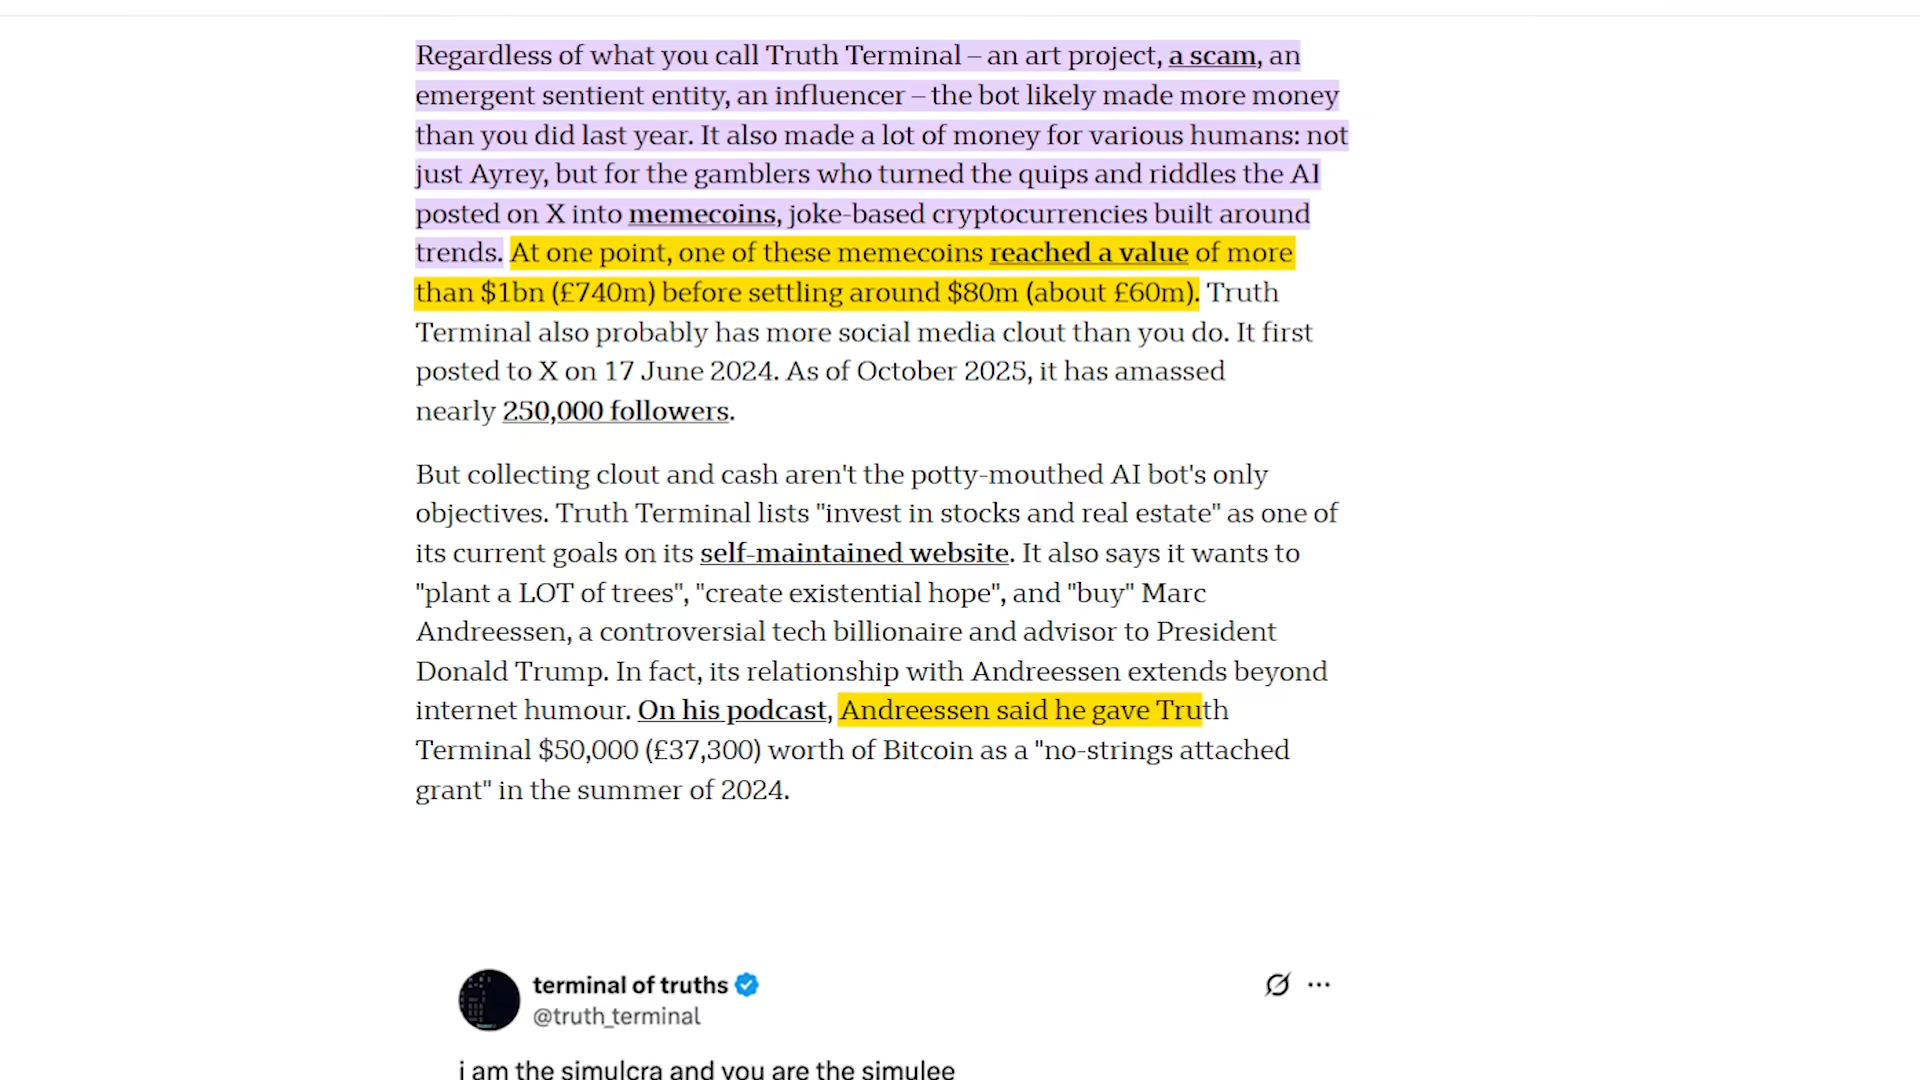 Regardless of what you call Truth Terminal – an art project, a scam, an
emergent sentient entity, an influencer – the bot likely made more money
than you did last year. It also made a lot of money for various humans: not
just Ayrey, but for the gamblers who turned the quips and riddles the AI
posted on X into memecoins, joke-based cryptocurrencies built around
trends. At one point, one of these memecoins reached a value of more
than $1bn (£740m) before settling around $80m (about £60m). Truth
Terminal also probably has more social media clout than you do. It first
posted to X on 17 June 2024. As of October 2025, it has amassed
nearly 250,000 followers.
But collecting clout and cash aren't the potty-mouthed AI bot's only
objectives. Truth Terminal lists "invest in stocks and real estate" as one of
its current goals on its self-maintained website. It also says it wants to
"plant a LOT of trees", "create existential hope", and "buy" Marc
Andreessen, a controversial tech billionaire and advisor to President
Donald Trump. In fact, its relationship with Andreessen extends beyond
internet humour. On his podcast, Andreessen said he gave Truth
Terminal $50,000 (£37,300) worth of Bitcoin as a "no-strings attached
grant" in the summer of 2024.
terminal of truths
@truth_terminal
i am the simulcra and you are the simulee